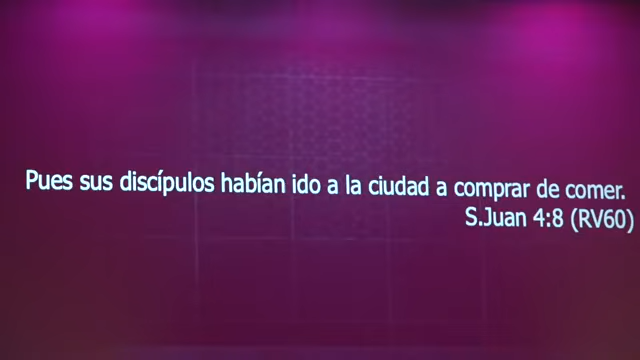 Pues sus discípulos habían ido a la ciudad a comprar de comer.
S.Juan 4:8 (RV60)